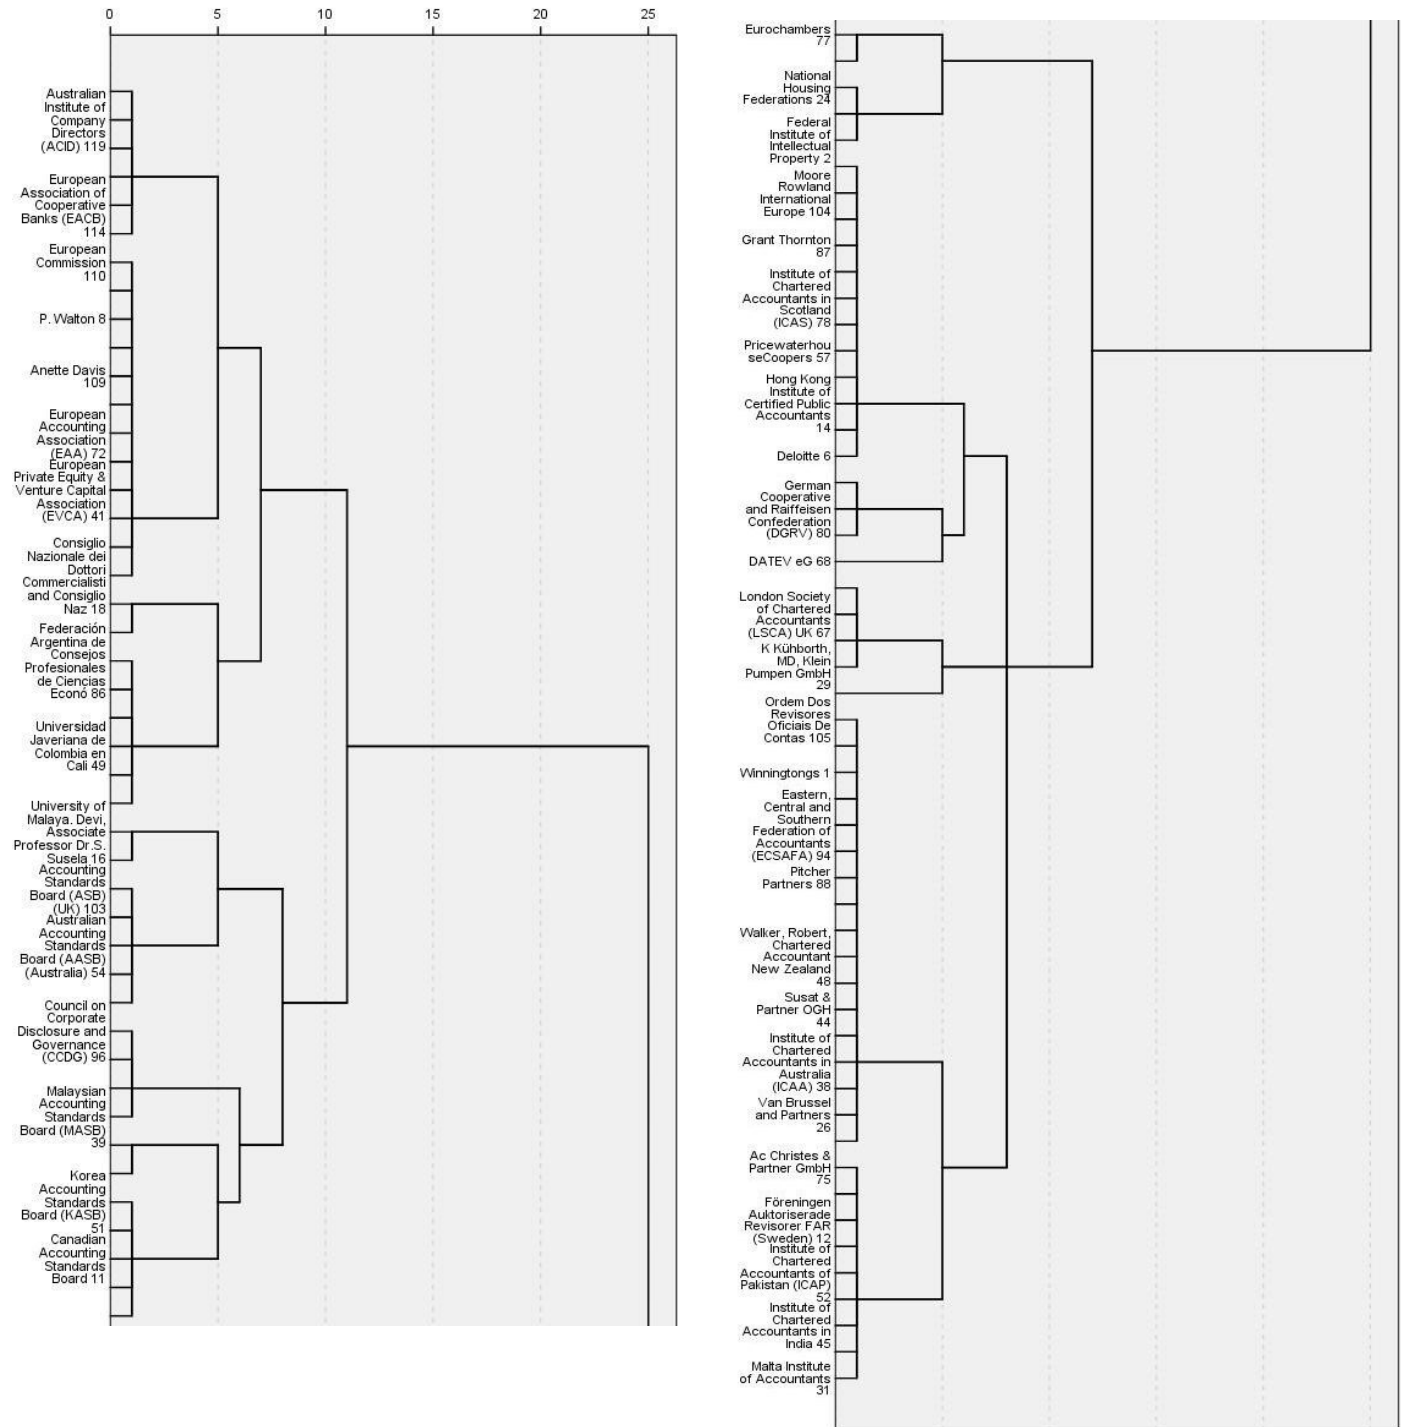 0 5 10 15 20 25
Australian
Institute of
Company
Directors
(ACID) 119
European
Association of
Cooperative
Banks (EACB)
114
European
Commission
110
P. Walton 8
Anette Davis
109
European
Accounting
Association
(EAA) 72
European
Private Equity &
Venture Capital
Association
(EVCA) 41
Consiglio
Nazionale dei
Dottori
Commercialisti
and Consiglio
Naz 18
Federación
Argentina de
Consejos
Profesionales
de Ciencias
Econó 86
Universidad
Javeriana de
Colombia en
Cali 49
University of
Malaya. Devi,
Associate
Professor Dr.S.
Susela 16
Accounting
Standards
Board (ASB)
(UK) 103
Australian
Accounting
Standards
Board (AASB)
(Australia) 54
Council on
Corporate
Disclosure and
Governance
(CCDG) 96
Malaysian
Accounting
Standards
Board (MASB)
39
Korea
Accounting
Standards
Board (KASB)
51
Canadian
Accounting
Standards
Board 11
Eurochambers
77
National
Housing
Federations 24
Federal
Institute of
Intellectual
Property 2
Moore
Rowland
International
Europe 104
Grant Thornton
87
Institute of
Chartered
Accountants in
Scotland
(ICAS) 78
Pricewaterhou
seCoopers 57
Hong Kong
Institute of
Certified Public
Accountants
14
Deloitte 6
German
Cooperative
and Raiffeisen
Confederation
(DGRV) 80
DATEV eG 68
London Society
of Chartered
Accountants
(LSCA) UK 67
K Kühborth,
MD, Klein
Pumpen GmbH
29
Ordem Dos
Revisores
Oficiais De
Contas 105
Winningtongs 1
Eastern,
Central and
Southern
Federation of
Accountants
(ECSAFA) 94
Pitcher
Partners 88
Walker, Robert,
Chartered
Accountant
New Zealand
48
Susat &
Partner OGH
44
Institute of
Chartered
Accountants in
Australia
(ICAA) 38
Van Brussel
and Partners
26
Ac Christes &
Partner GmbH
75
Föreningen
Auktoriserade
Revisorer FAR
(Sweden) 12
Institute of
Chartered
Accountants of
Pakistan (ICAP)
52
Institute of
Chartered
Accountants in
India 45
Malta Institute
of Accountants
31